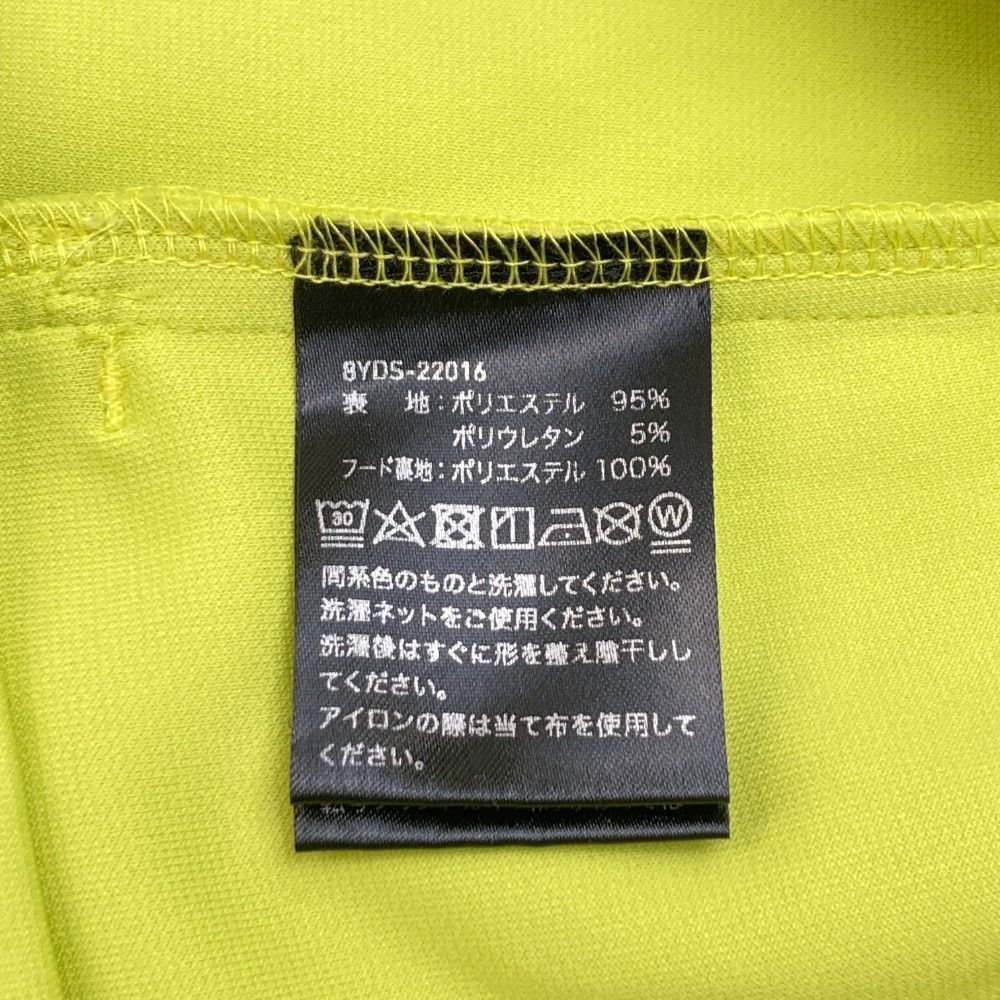 8YDS-22016
表 地:ポリエステル 95%
ポリウレタン 5%
フード裏地:ポリエステル 100%
30 W
同系色のものと洗濯してください。
洗濯ネットをご使用ください。
洗濯後はすぐに形を整え陰干しし
てください。
アイロンの際は当て布を使用して
ください。